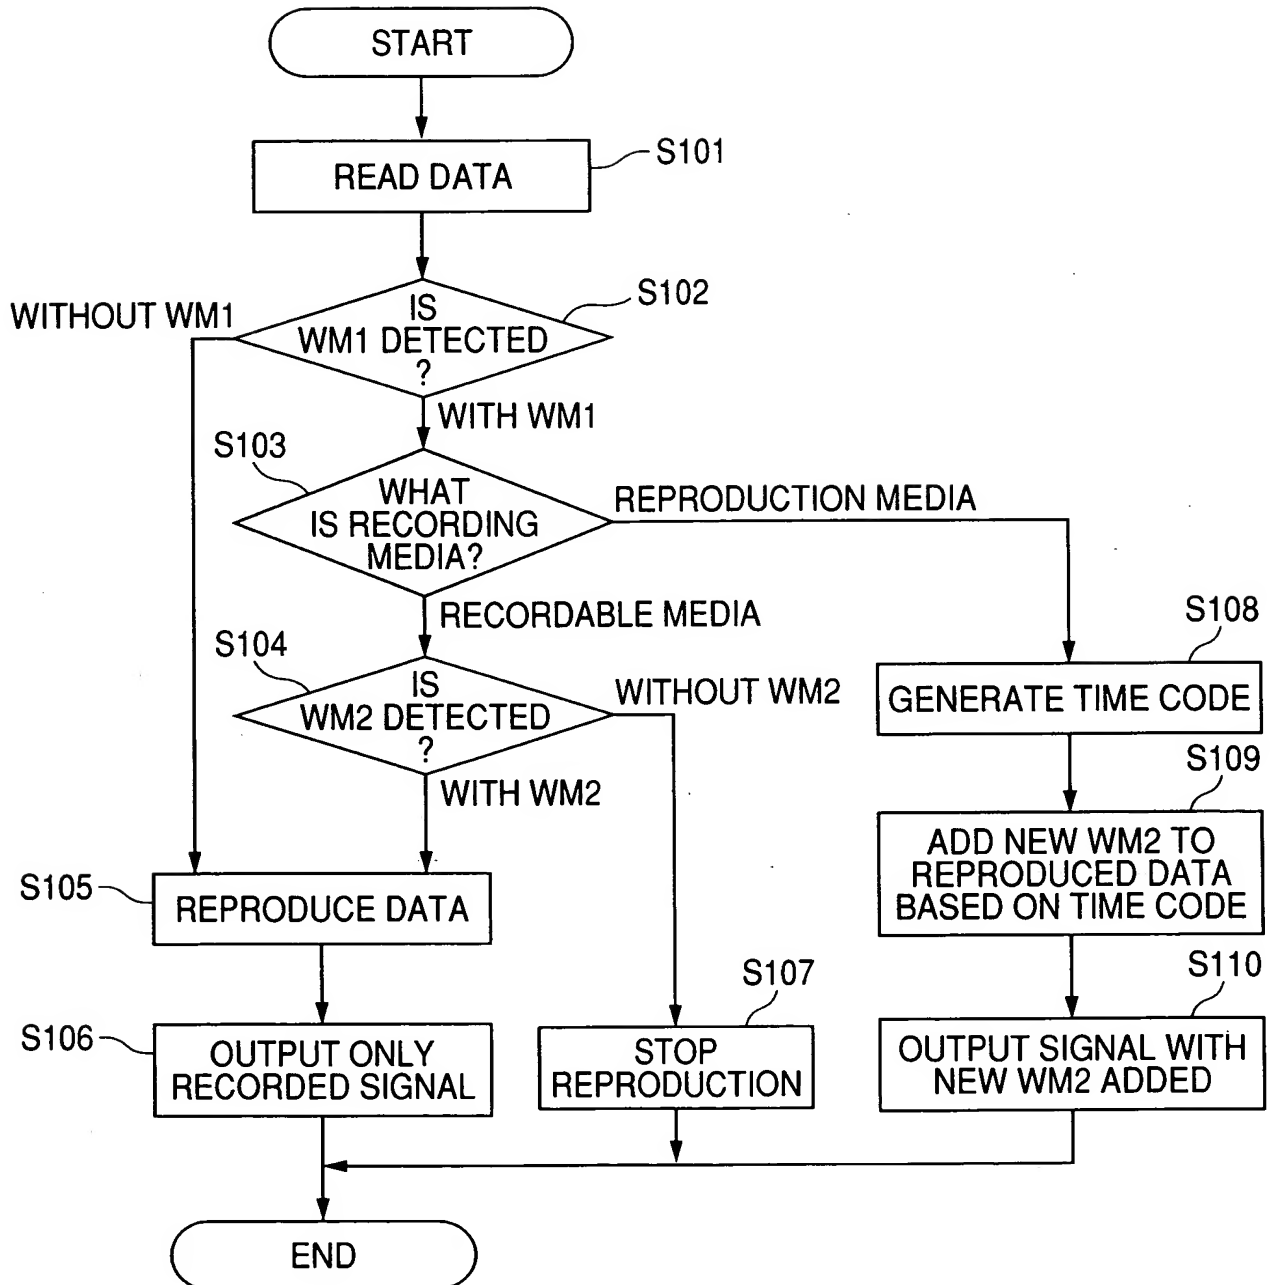 START
READ DATA
S101
IS
WM1 DETECTED
?
S102
WITHOUT WM1
WITH WM1
S103
WHAT
IS RECORDING
MEDIA?
REPRODUCTION MEDIA
RECORDABLE MEDIA
S104
IS
WM2 DETECTED
?
WITHOUT WM2
WITH WM2
S108
GENERATE TIME CODE
S109
ADD NEW WM2 TO
REPRODUCED DATA
BASED ON TIME CODE
S105
REPRODUCE DATA
S106
OUTPUT ONLY
RECORDED SIGNAL
S107
STOP
REPRODUCTION
S110
OUTPUT SIGNAL WITH
NEW WM2 ADDED
END